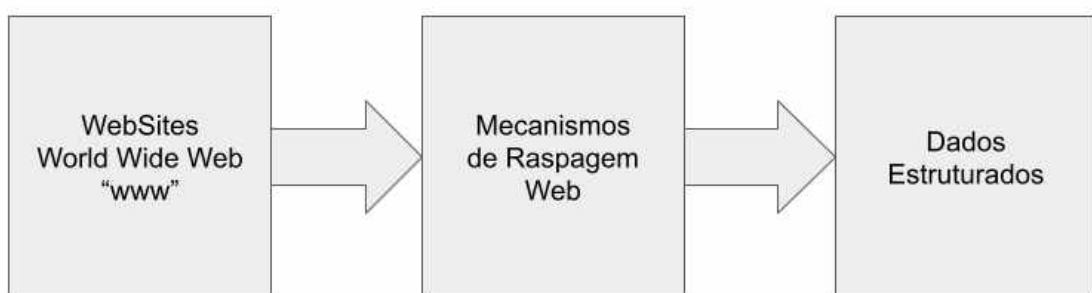 WebSites
World Wide Web
“www”
Mecanismos
de Raspagem
Web
Dados
Estruturados